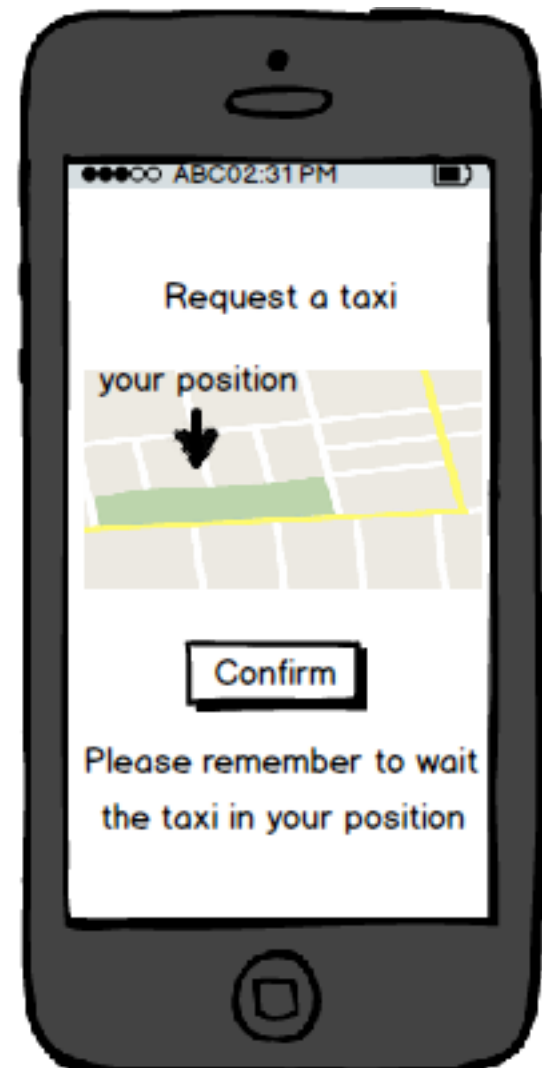 ABC02:31 PM
Request a taxi
your position
Confirm
Please remember to wait
the taxi in your position